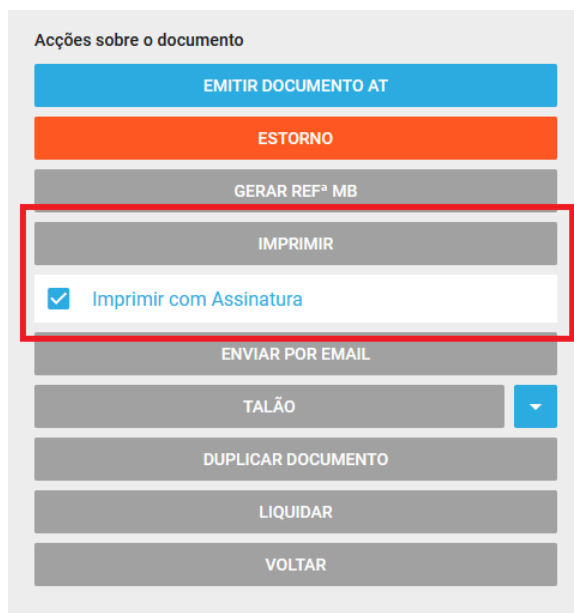 Acções sobre o documento
EMITIR DOCUMENTO AT
ESTORNO
GERAR REFª MB
IMPRIMIR
Imprimir com Assinatura
ENVIAR POR EMAIL
TALÃO
DUPLICAR DOCUMENTO
LIQUIDAR
VOLTAR